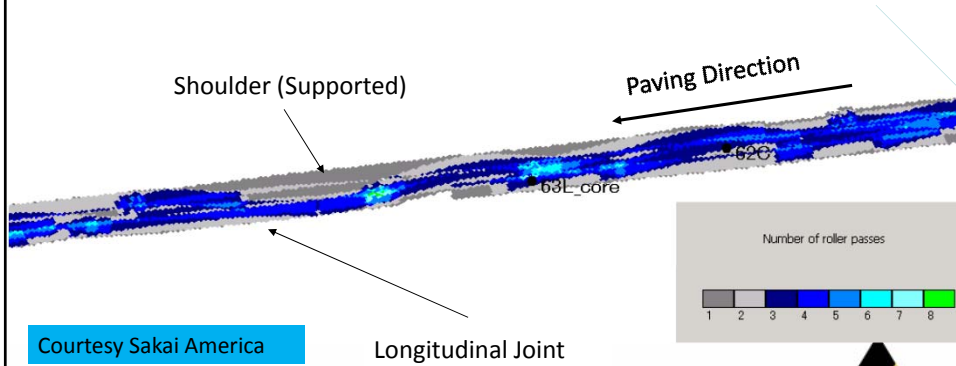 Shoulder (Supported)
Paving Direction
62C
63L_core
Number of roller passes
1 2 3 4 5 6 7 8
Courtesy Sakai America
Longitudinal Joint